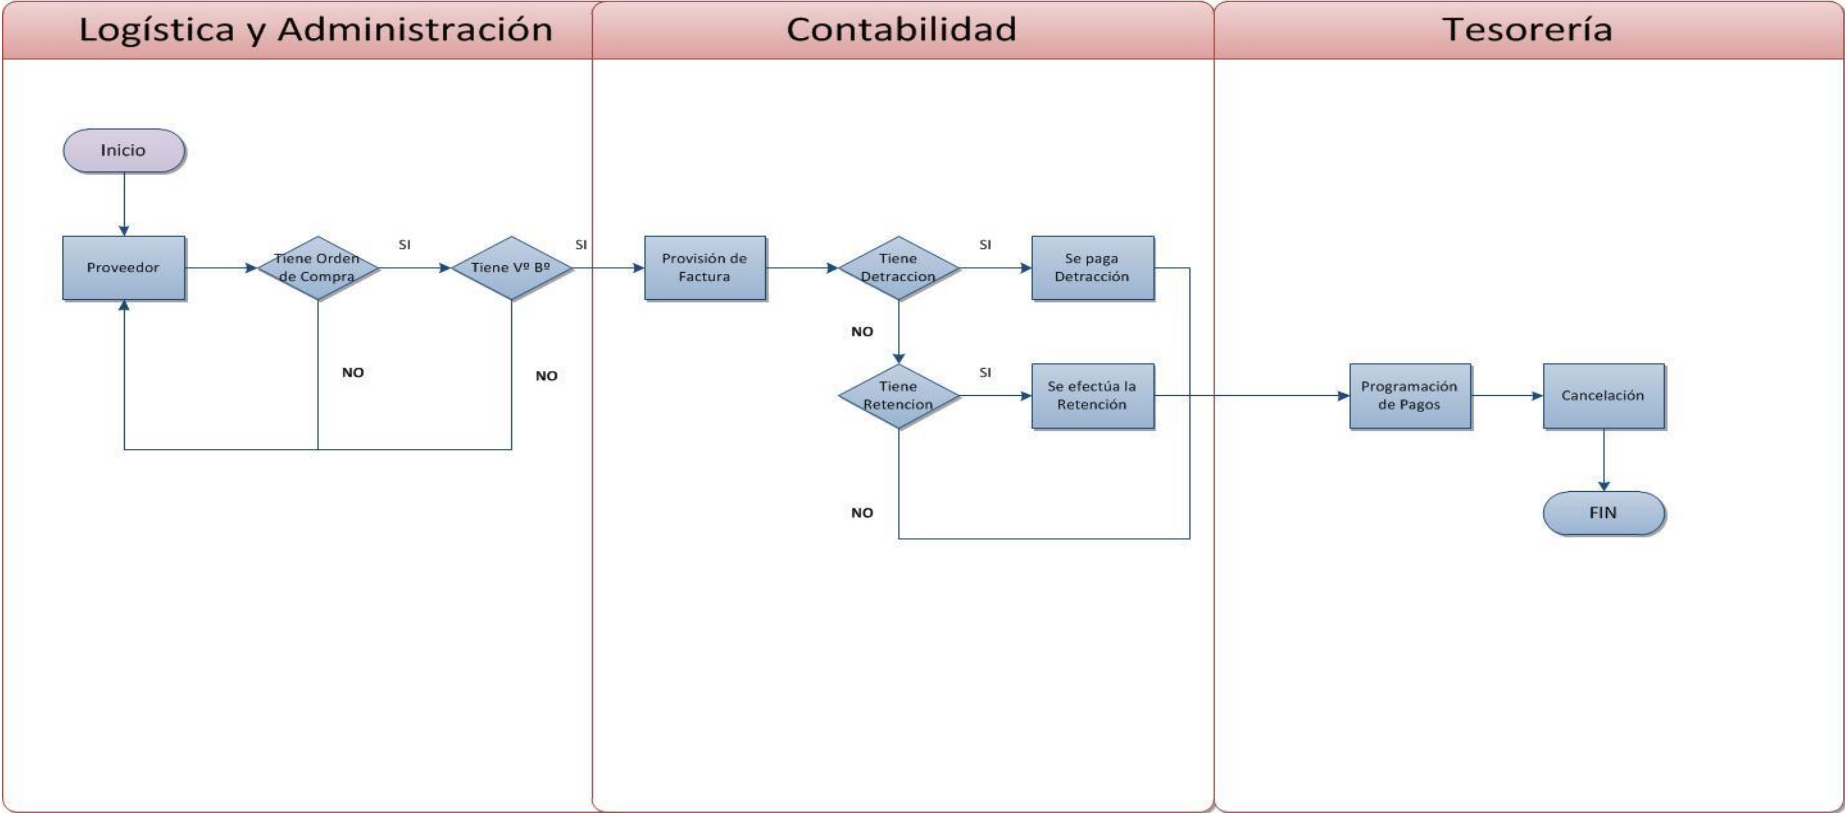 Logística y Administración
Contabilidad
Tesorería
Inicio
Proveedor
Tiene Orden
de Compra
SI
Tiene Vº Bº
SI
NO
NO
Provisión de
Factura
Tiene
Detraccion
SI
Se paga
Detracción
NO
Tiene
Retencion
SI
Se efectúa la
Retención
NO
Programación
de Pagos
Cancelación
FIN